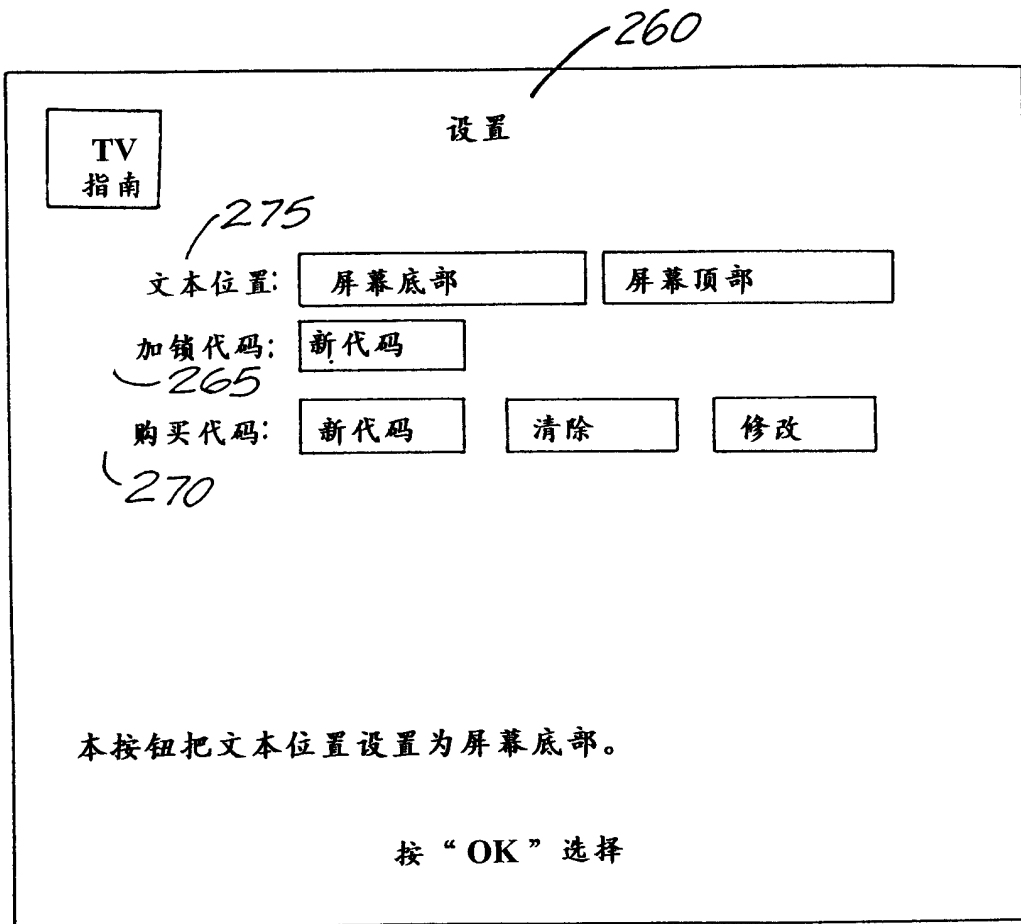 260
设置
TV
指南
275
文本位置: 屏幕底部 屏幕顶部
加锁代码: 新代码
265
购买代码: 新代码 清除 修改
270
本按钮把文本位置设置为屏幕底部。
按“OK”选择